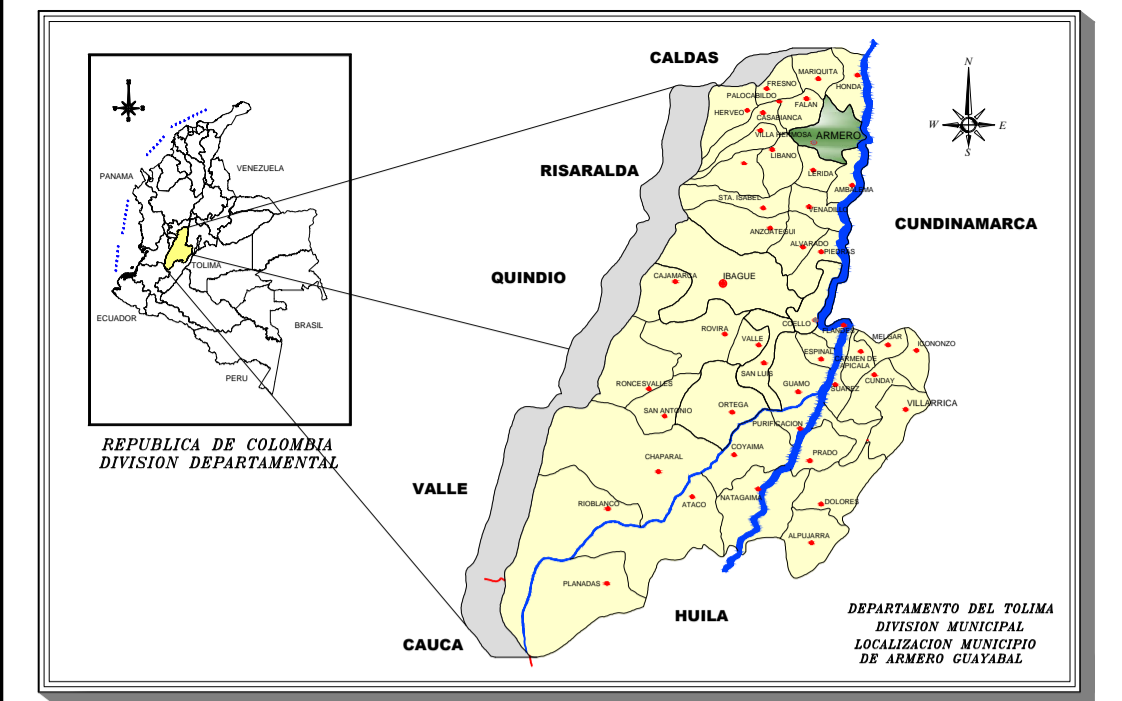 CALDAS
MARIQUITA
FRESNO
HONDA
PALOCABILDO
FALAN
HERVEO
CASABIANCA
VILLA HERMOSA
ARMERO
LIBANO
LERIDA
RISARALDA
AMBALEMA
STA. ISABEL
VENADILLO
CUNDINAMARCA
ANZOATEGUI
ALVARADO
PIEDRAS
QUINDIO
CAJAMARCA
IBAGUE
COELLO
ROVIRA
VALLE
MELGAR
ICONONZO
ESPINAL
CARMEN DE
APICALA
SAN LUIS
CUNDAY
RONCESVALLES
GUAMO
SUAREZ
ORTEGA
VILLARRICA
SAN ANTONIO
PURIFICACION
COYAIMA
PRADO
CHAPARAL
VALLE
NATAGAIMA
RIOBLANCO
ATACO
DOLORES
ALPUJARRA
PLANADAS
HUILA
CAUCA
N
W
E
S
PANAMA
VENEZUELA
TOLIMA
ECUADOR
BRASIL
PERU
REPUBLICA DE COLOMBIA
DIVISION DEPARTAMENTAL
DEPARTAMENTO DEL TOLIMA
DIVISION MUNICIPAL
LOCALIZACION MUNICIPIO
DE ARMERO GUAYABAL